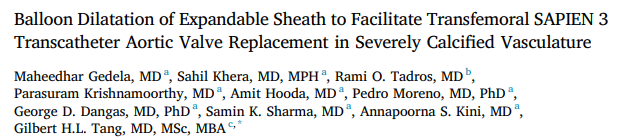 Balloon Dilatation of Expandable Sheath to Facilitate Transfemoral SAPIEN 3
Transcatheter Aortic Valve Replacement in Severely Calcified Vasculature
Maheedhar Gedela, MD a, Sahil Khera, MD, MPH a, Rami O. Tadros, MD b,
Parasuram Krishnamoorthy, MD a, Amit Hooda, MD a, Pedro Moreno, MD, PhD a,
George D. Dangas, MD, PhD a, Samin K. Sharma, MD a, Annapoorna S. Kini, MD a,
Gilbert H.L. Tang, MD, MSc, MBA c,*